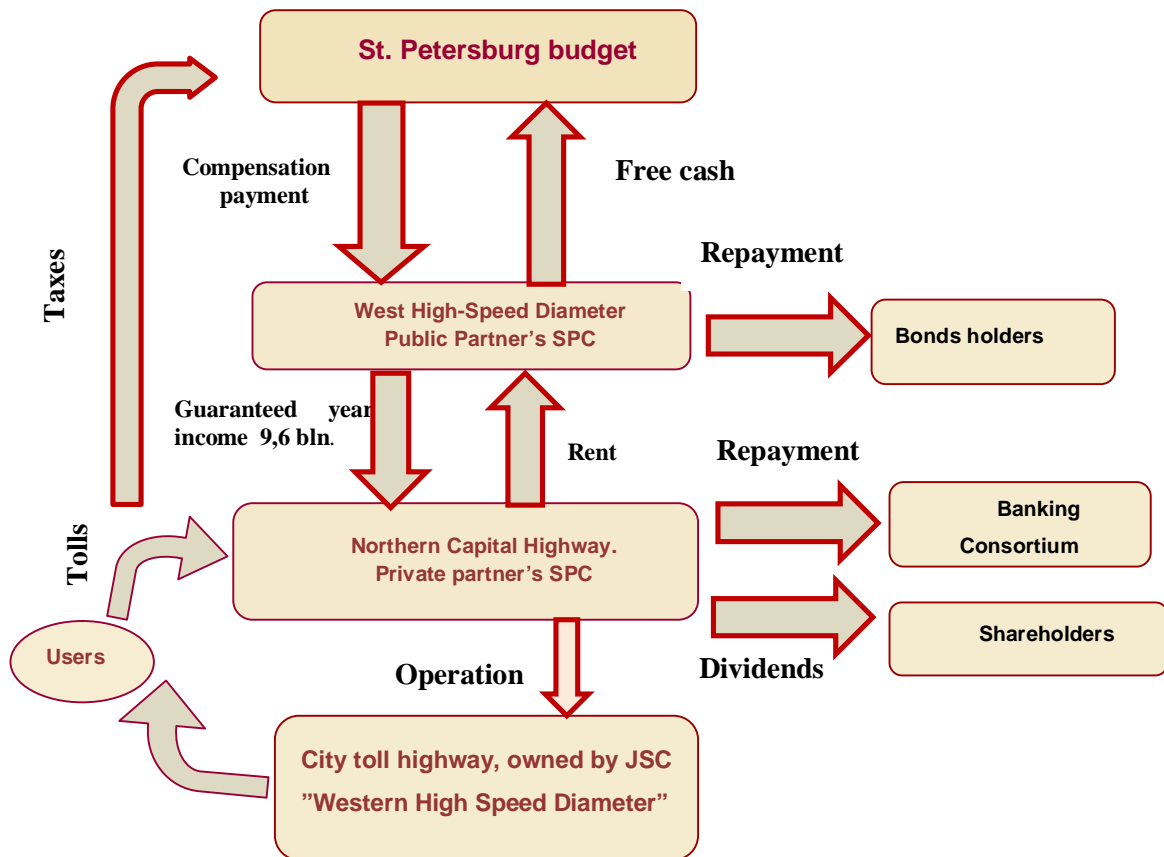 St. Petersburg budget
Compensation
payment
Free cash
Repayment
Taxes
West High-Speed Diameter
Public Partner’s SPC
Bonds holders
Guaranteed year
income 9,6 bln.
Rent
Repayment
Tolls
Northern Capital Highway.
Private partner’s SPC
Banking
Consortium
Users
Operation
Dividends
Shareholders
City toll highway, owned by JSC
”Western High Speed Diameter”